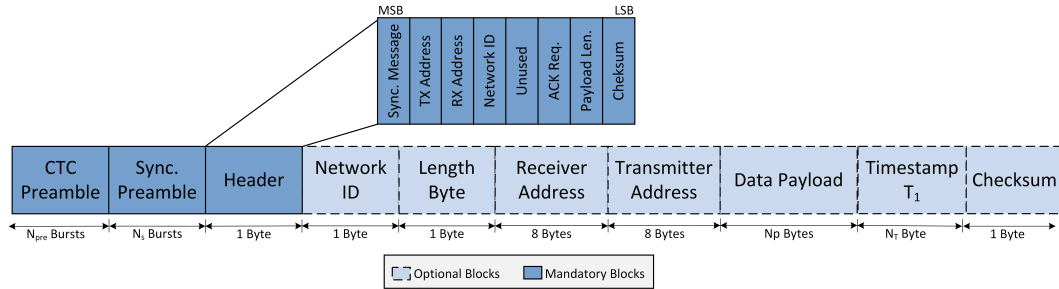 MSB LSB
Sync. Message
TX Address
RX Address
Network ID
Unused
ACK Req.
Payload Len.
Cheksum
CTC
Preamble
Sync.
Preamble
Header
Network
ID
Length
Byte
Receiver
Address
Transmitter
Address
Data Payload
Timestamp
T1
Checksum
Npre Bursts
Ns Bursts
1 Byte
1 Byte
1 Byte
8 Bytes
8 Bytes
Np Bytes
NT Byte
1 Byte
Optional Blocks
Mandatory Blocks